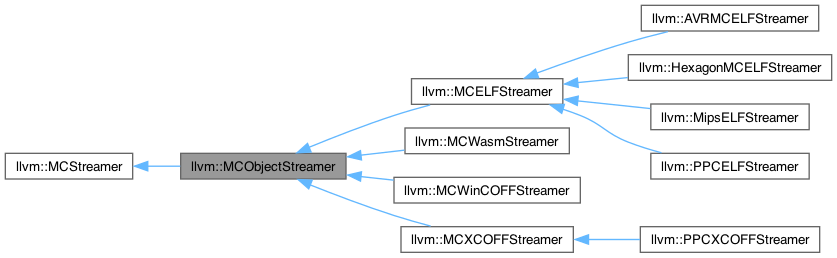 llvm::AVRMCELFStreamer
llvm::HexagonMCELFStreamer
llvm::MCELFStreamer
llvm::MipsELFStreamer
llvm::MCWasmStreamer
llvm::MCStreamer
llvm::MCObjectStreamer
llvm::PPCELFStreamer
llvm::MCWinCOFFStreamer
llvm::MCXCOFFStreamer
llvm::PPCXCOFFStreamer